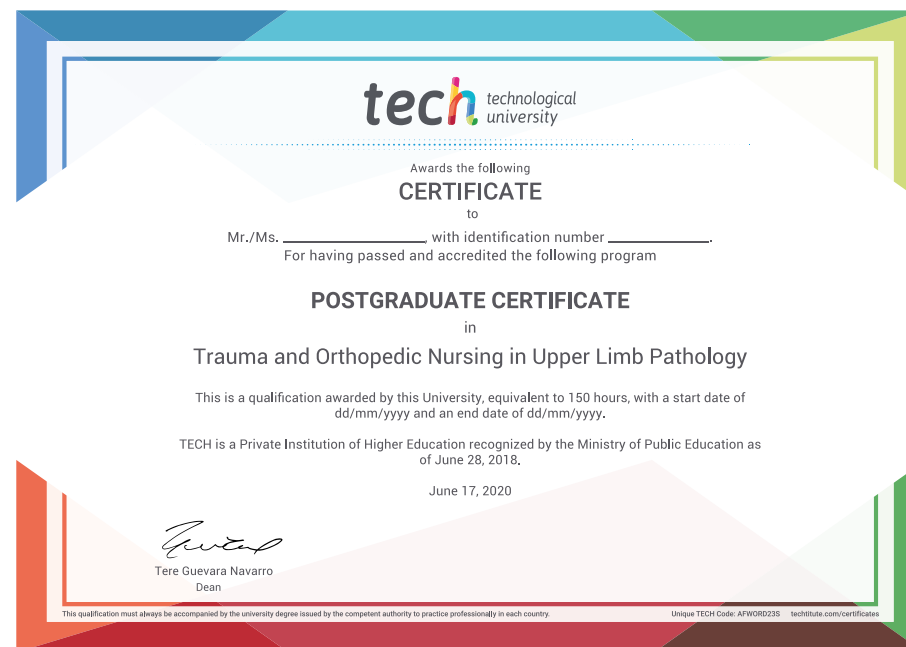 tech technological
university
Awards the following
CERTIFICATE
to
Mr./Ms. ________________, with identification number ___________.
For having passed and accredited the following program
POSTGRADUATE CERTIFICATE
in
Trauma and Orthopedic Nursing in Upper Limb Pathology
This is a qualification awarded by this University, equivalent to 150 hours, with a start date of
dd/mm/yyyy and an end date of dd/mm/yyyy.
TECH is a Private Institution of Higher Education recognized by the Ministry of Public Education as
of June 28, 2018.
June 17, 2020
Tere Guevara Navarro
Dean
This qualification must always be accompanied by the university degree issued by the competent authority to practice professionally in each country. Unique TECH Code: AFWORD23S techtitute.com/certificates